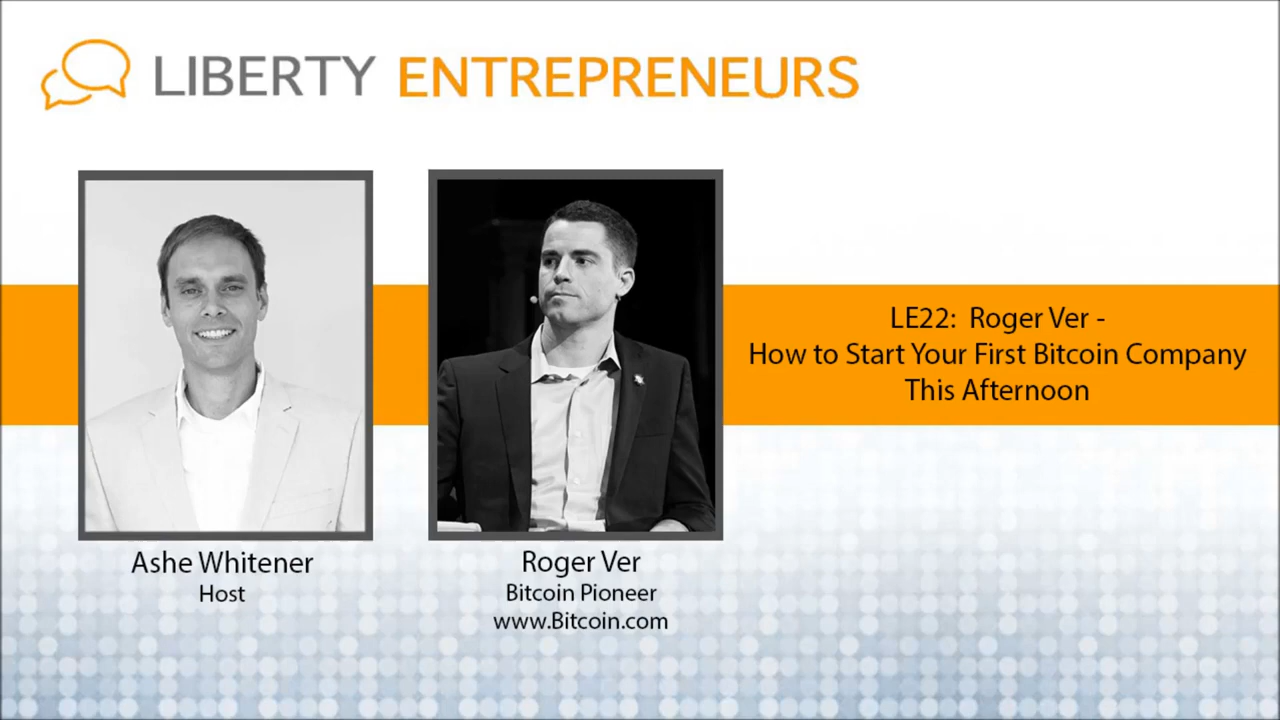 LIBERTY ENTREPRENEURS
LE22: Roger Ver -
How to Start Your First Bitcoin Company
This Afternoon
Ashe Whitener
Host
Roger Ver
Bitcoin Pioneer
www.Bitcoin.com